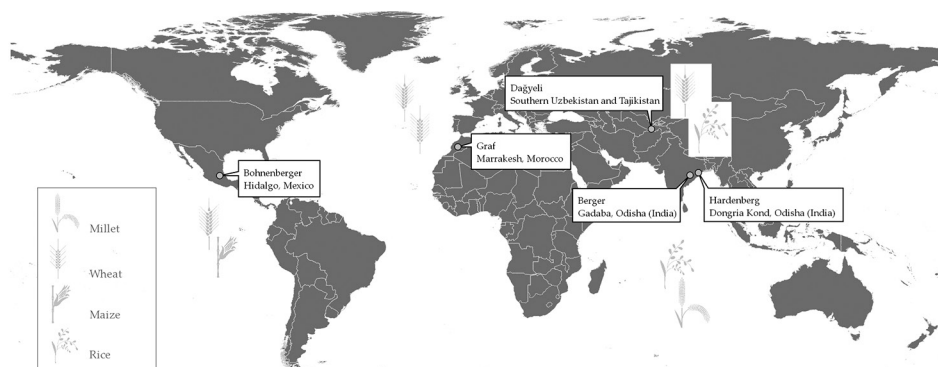 Dağyeli
Southern Uzbekistan and Tajikistan
Graf
Marrakesh, Morocco
Bohnenberger
Hidalgo, Mexico
Berger
Gadaba, Odisha (India)
Hardenberg
Dongria Kond, Odisha (India)
Millet
Wheat
Maize
Rice